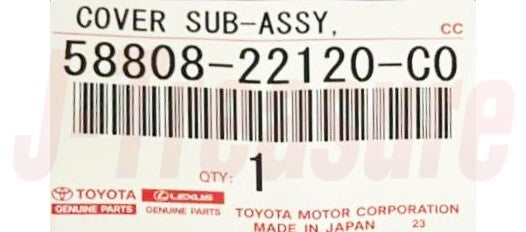 COVER SUB-ASSY,
CC
58808-22120-C0
QTY: 1
TOYOTA LEXUS
GENUINE PARTS GENUINE PARTS
TOYOTA MOTOR CORPORATION
MADE IN JAPAN 23
J Treasure